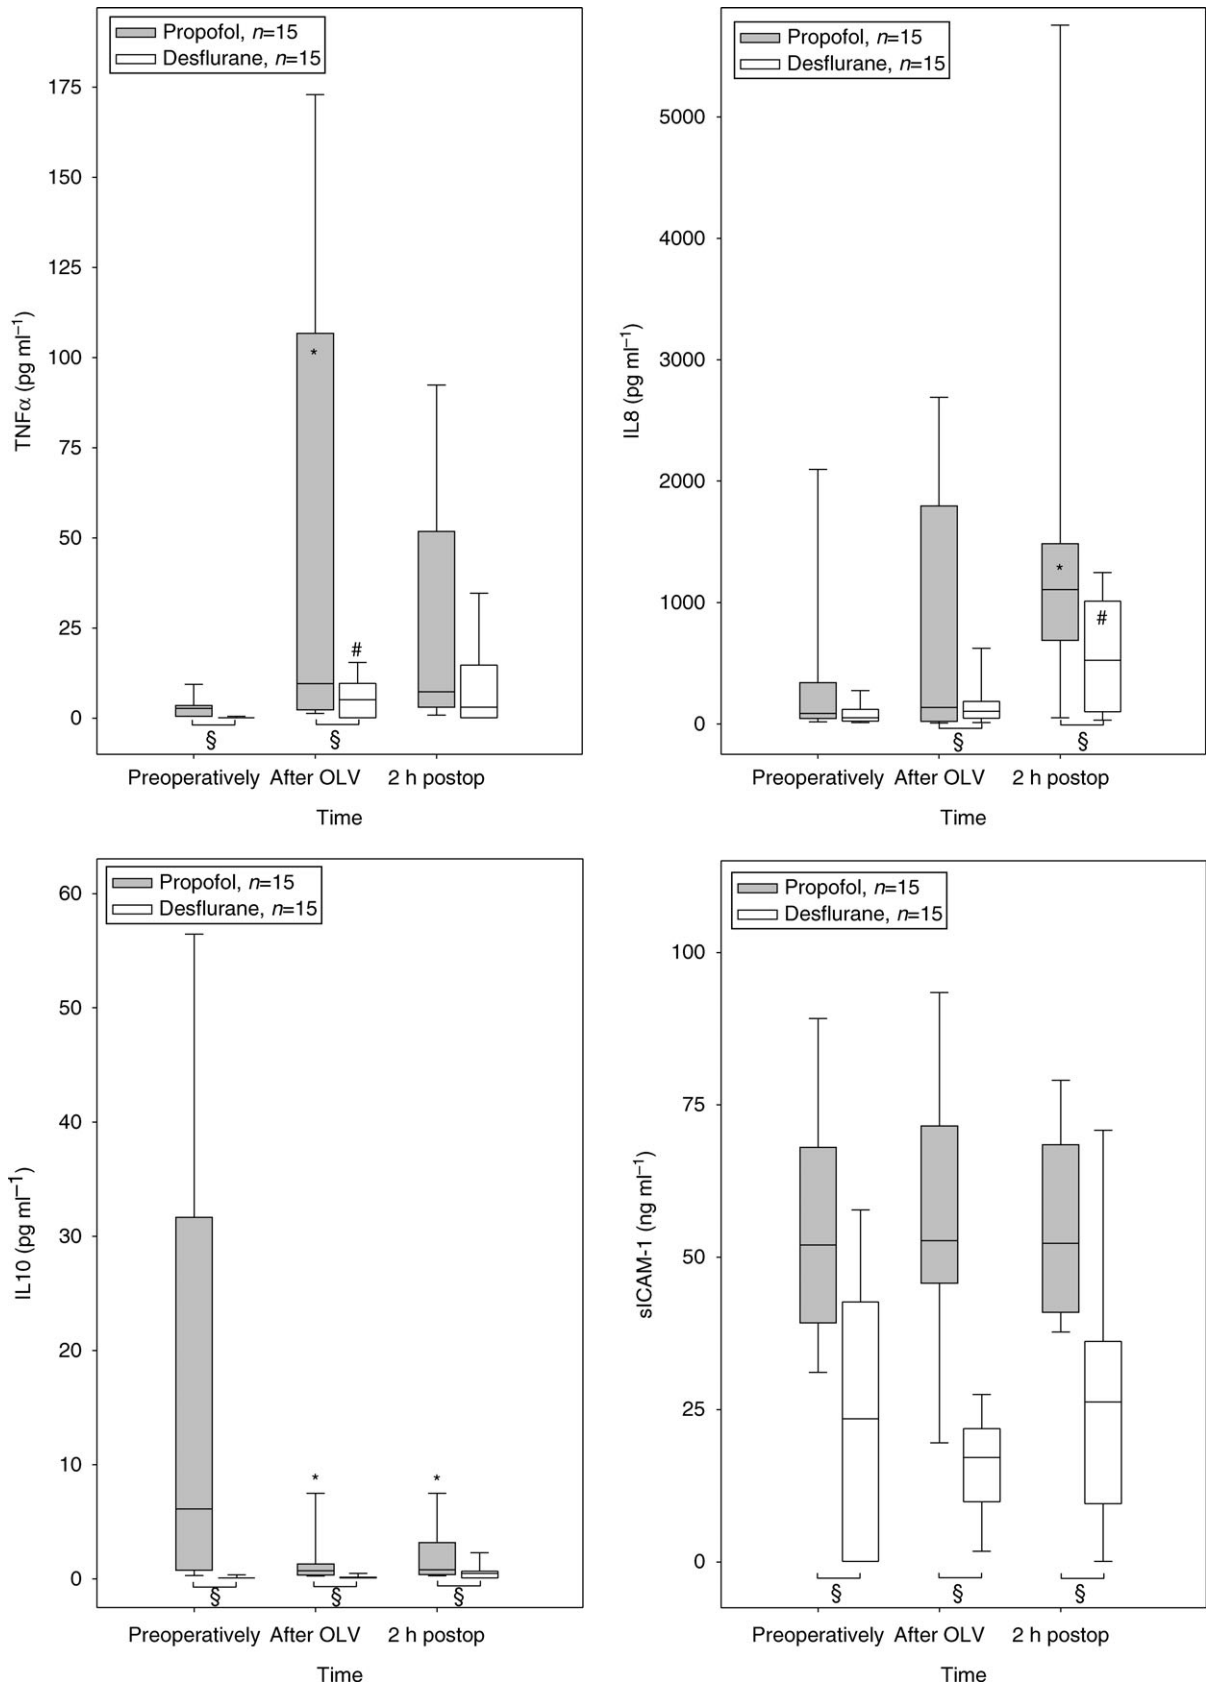 Propofol, n=15
Desflurane, n=15
175
150
125
100
75
50
25
0
TNFα (pg ml⁻¹)
*
#
§
§
Preoperatively
After OLV
2 h postop
Time
Propofol, n=15
Desflurane, n=15
5000
4000
3000
2000
1000
0
IL8 (pg ml⁻¹)
*
#
§
§
Preoperatively
After OLV
2 h postop
Time
Propofol, n=15
Desflurane, n=15
60
50
40
30
20
10
0
IL10 (pg ml⁻¹)
*
*
§
§
§
Preoperatively
After OLV
2 h postop
Time
Propofol, n=15
Desflurane, n=15
100
75
50
25
0
sICAM-1 (ng ml⁻¹)
§
§
§
Preoperatively
After OLV
2 h postop
Time